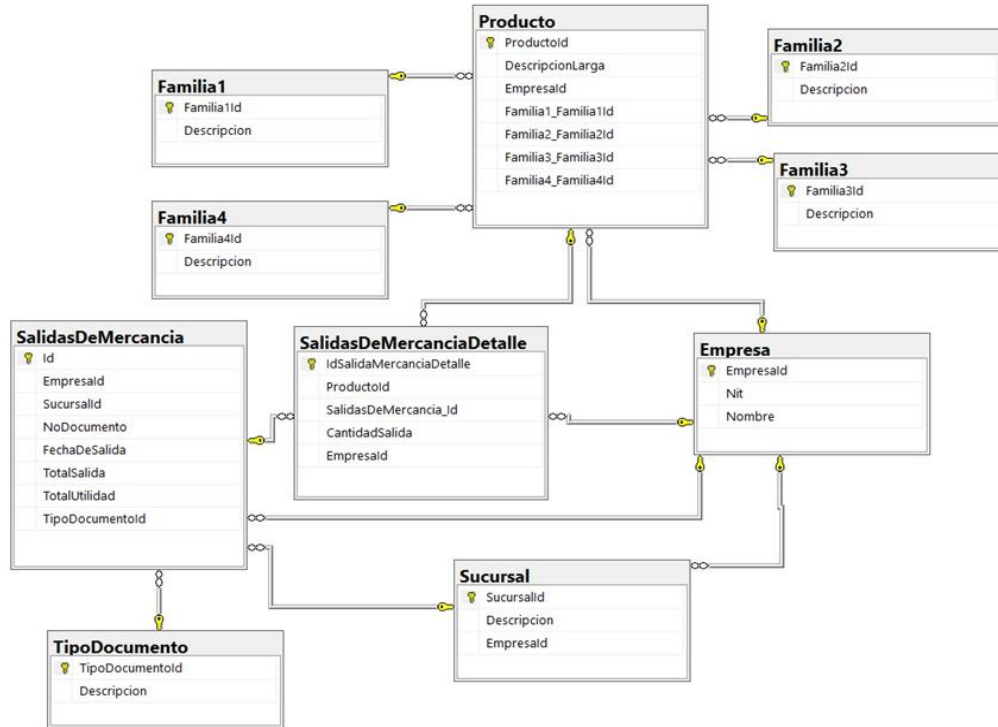 Producto
ProductoId
DescripcionLarga
EmpresaId
Familia1_Familia1Id
Familia2_Familia2Id
Familia3_Familia3Id
Familia4_Familia4Id
Familia2
Familia2Id
Descripcion
Familia1
Familia1Id
Descripcion
Familia3
Familia3Id
Descripcion
Familia4
Familia4Id
Descripcion
SalidasDeMercancia
Id
EmpresaId
SucursalId
NoDocumento
FechaDeSalida
TotalSalida
TotalUtilidad
TipoDocumentoId
SalidasDeMercanciaDetalle
IdSalidaMercanciaDetalle
ProductoId
SalidasDeMercancia_Id
CantidadSalida
EmpresaId
Empresa
EmpresaId
Nit
Nombre
Sucursal
SucursalId
Descripcion
EmpresaId
TipoDocumento
TipoDocumentoId
Descripcion